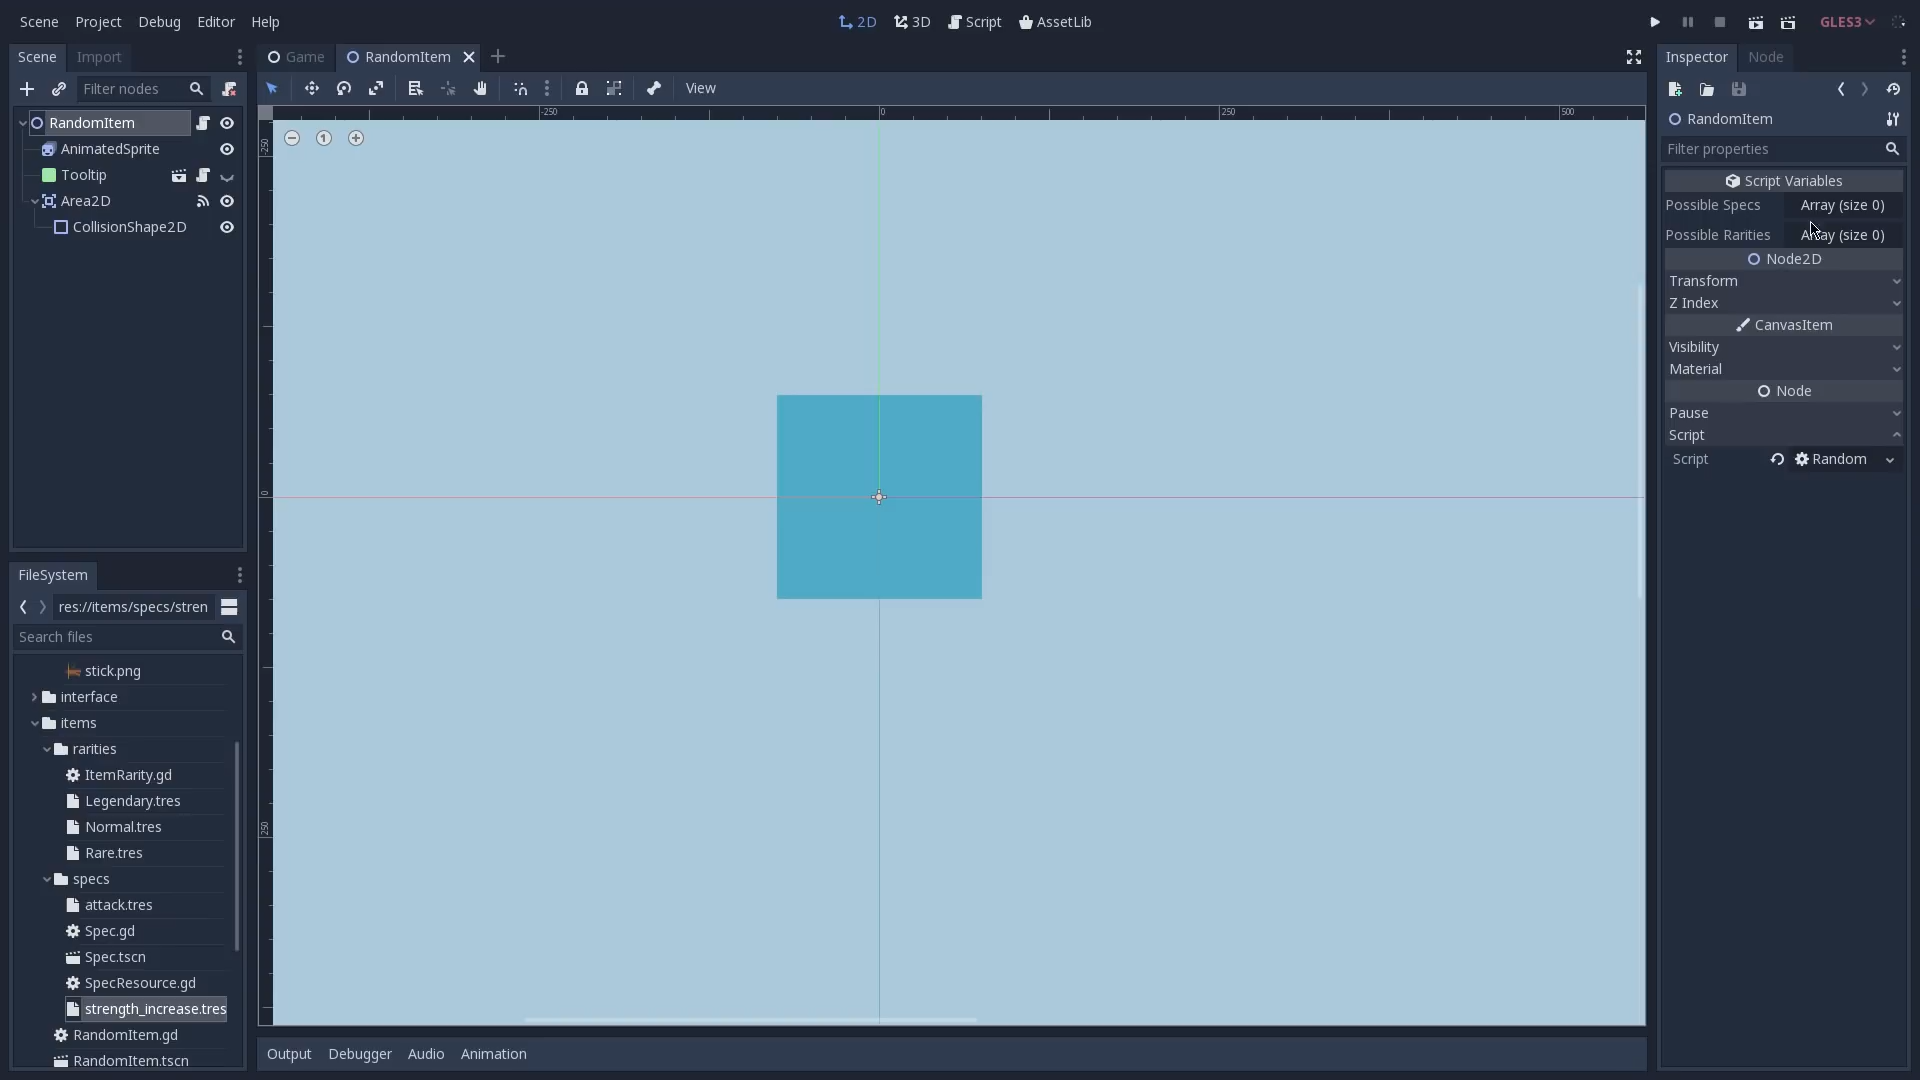 Scene Project Debug Editor Help
2D 3D Script AssetLib
GLES3
Scene Import
Filter nodes
RandomItem
AnimatedSprite
Tooltip
Area2D
CollisionShape2D
FileSystem
res://items/specs/stren
Search files
stick.png
interface
items
rarities
ItemRarity.gd
Legendary.tres
Normal.tres
Rare.tres
specs
attack.tres
Spec.gd
Spec.tscn
SpecResource.gd
strength_increase.tres
RandomItem.gd
RandomItem.tscn
Game RandomItem
View
-250 0 250 500
-250
0
250
Output Debugger Audio Animation
Inspector Node
RandomItem
Filter properties
Script Variables
Possible Specs Array (size 0)
Possible Rarities Array (size 0)
Node2D
Transform
Z Index
CanvasItem
Visibility
Material
Node
Pause
Script
Script Random